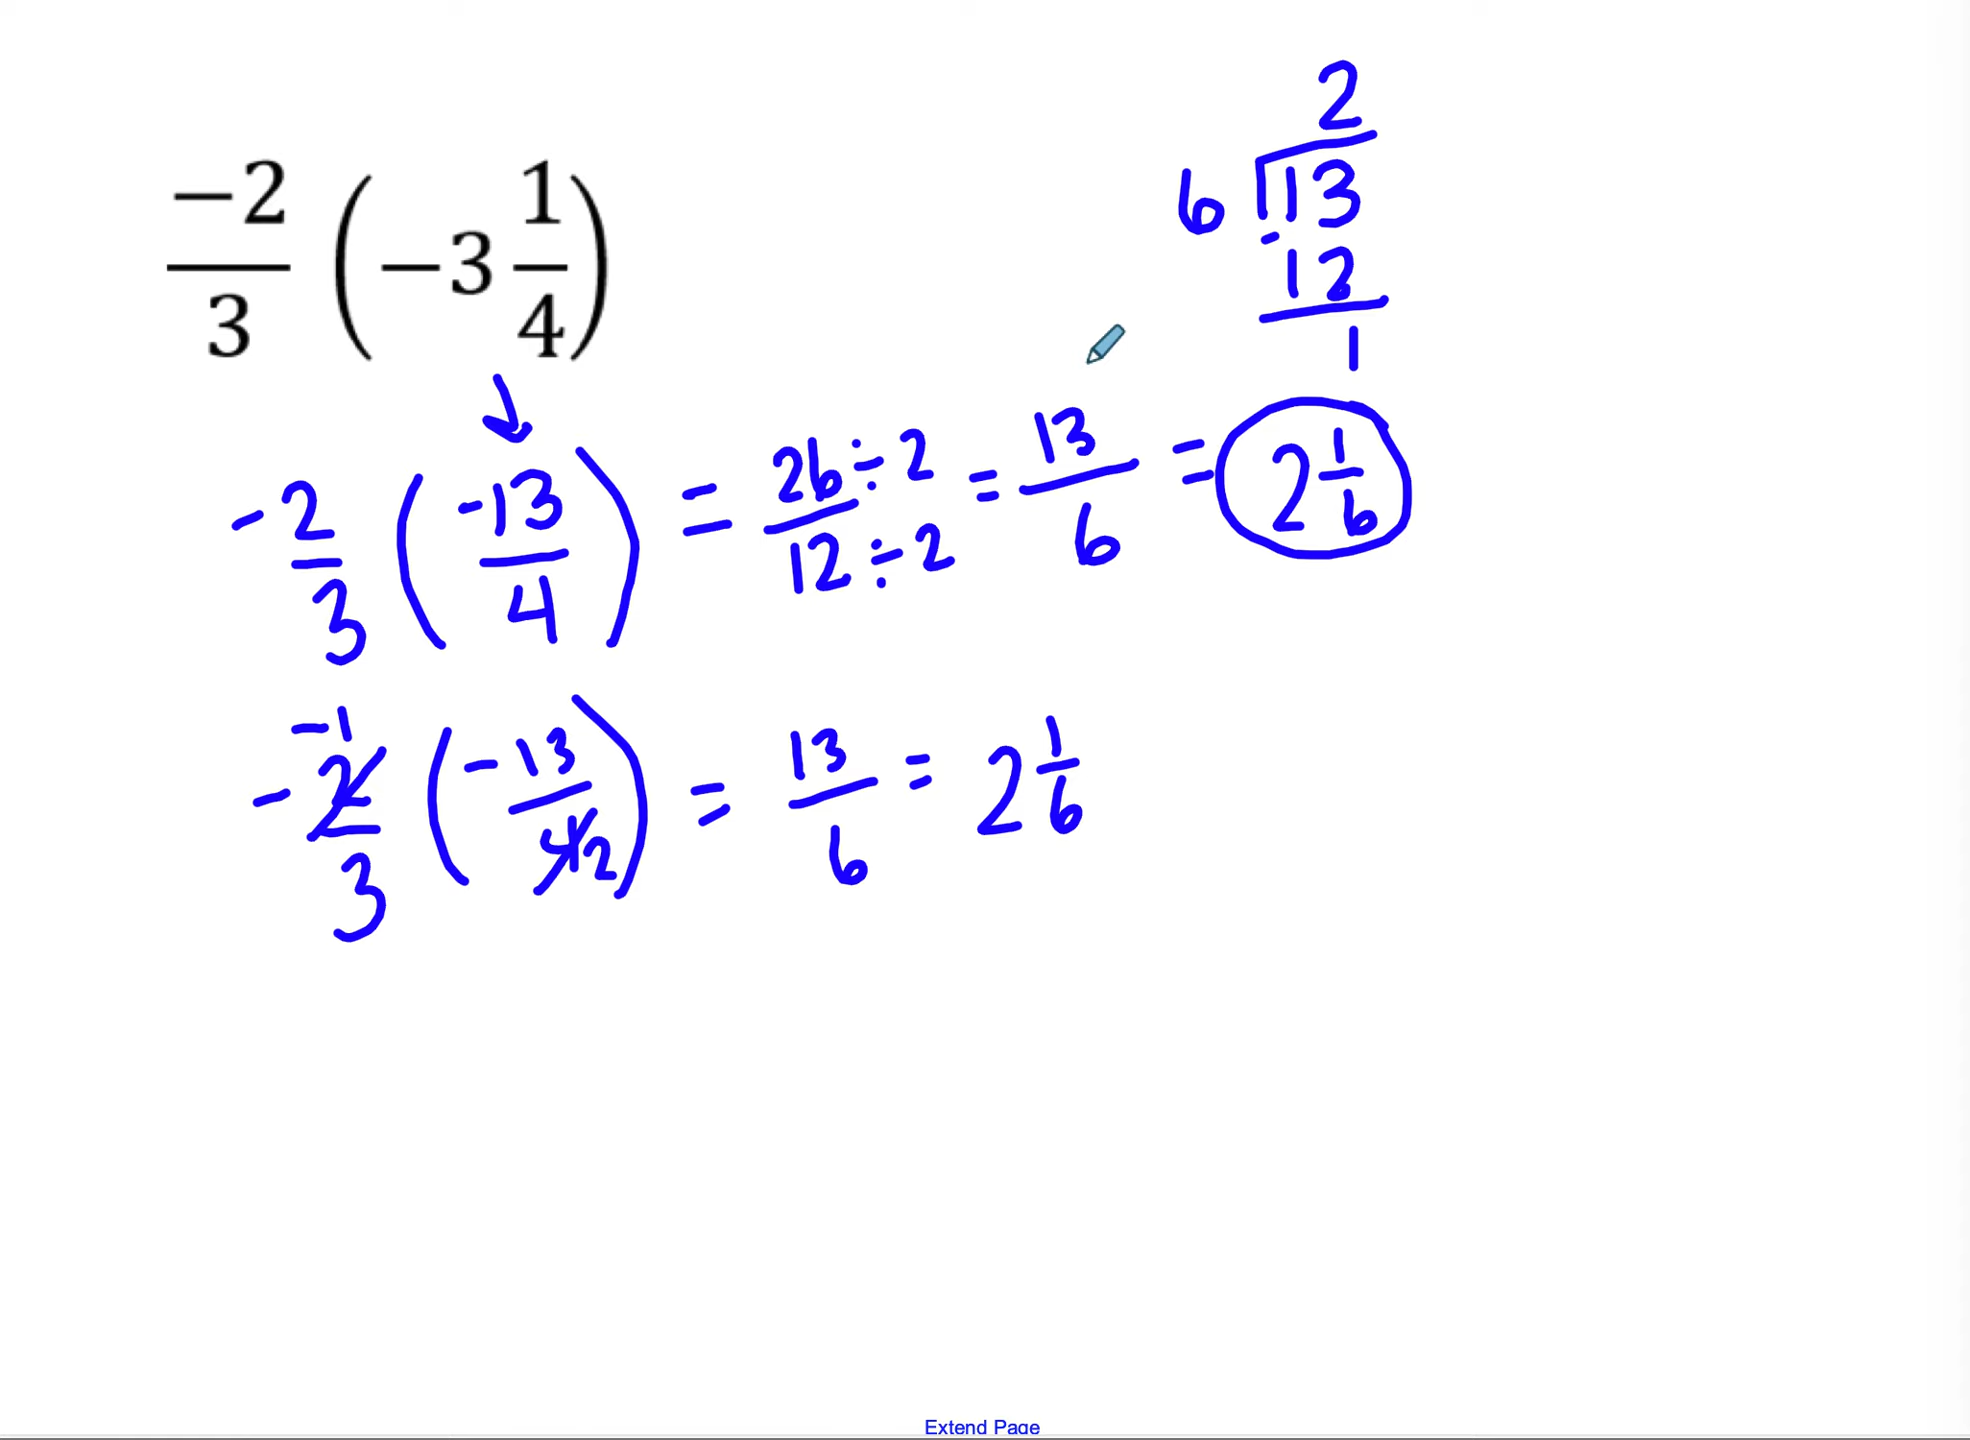 -2/3 (-3 1/4)
2
6 ⟌ 13
- 12
1
- 2/3 (-13/4) = 26÷2/12÷2 = 13/6 = 2 1/6
-1
- 2/3 (-13/4 2) = 13/6 = 2 1/6
Extend Page